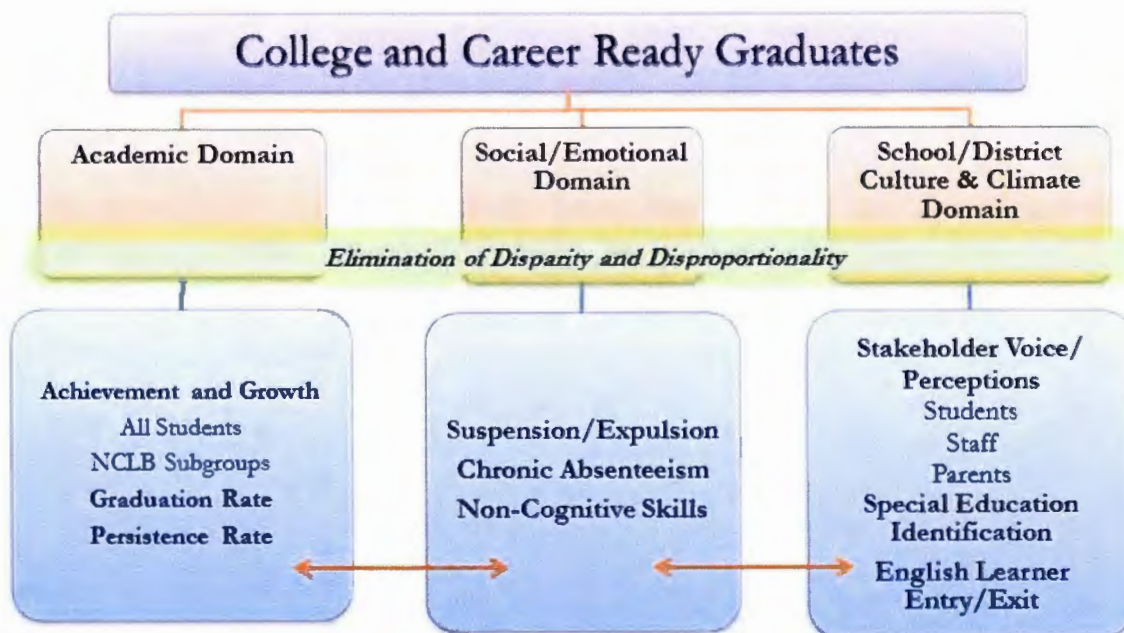 College and Career Ready Graduates
Academic Domain
Social/Emotional
Domain
School/District
Culture & Climate
Domain
Elimination of Disparity and Disproportionality
Achievement and Growth
All Students
NCLB Subgroups
Graduation Rate
Persistence Rate
Suspension/Expulsion
Chronic Absenteeism
Non-Cognitive Skills
Stakeholder Voice/
Perceptions
Students
Staff
Parents
Special Education
Identification
English Learner
Entry/Exit